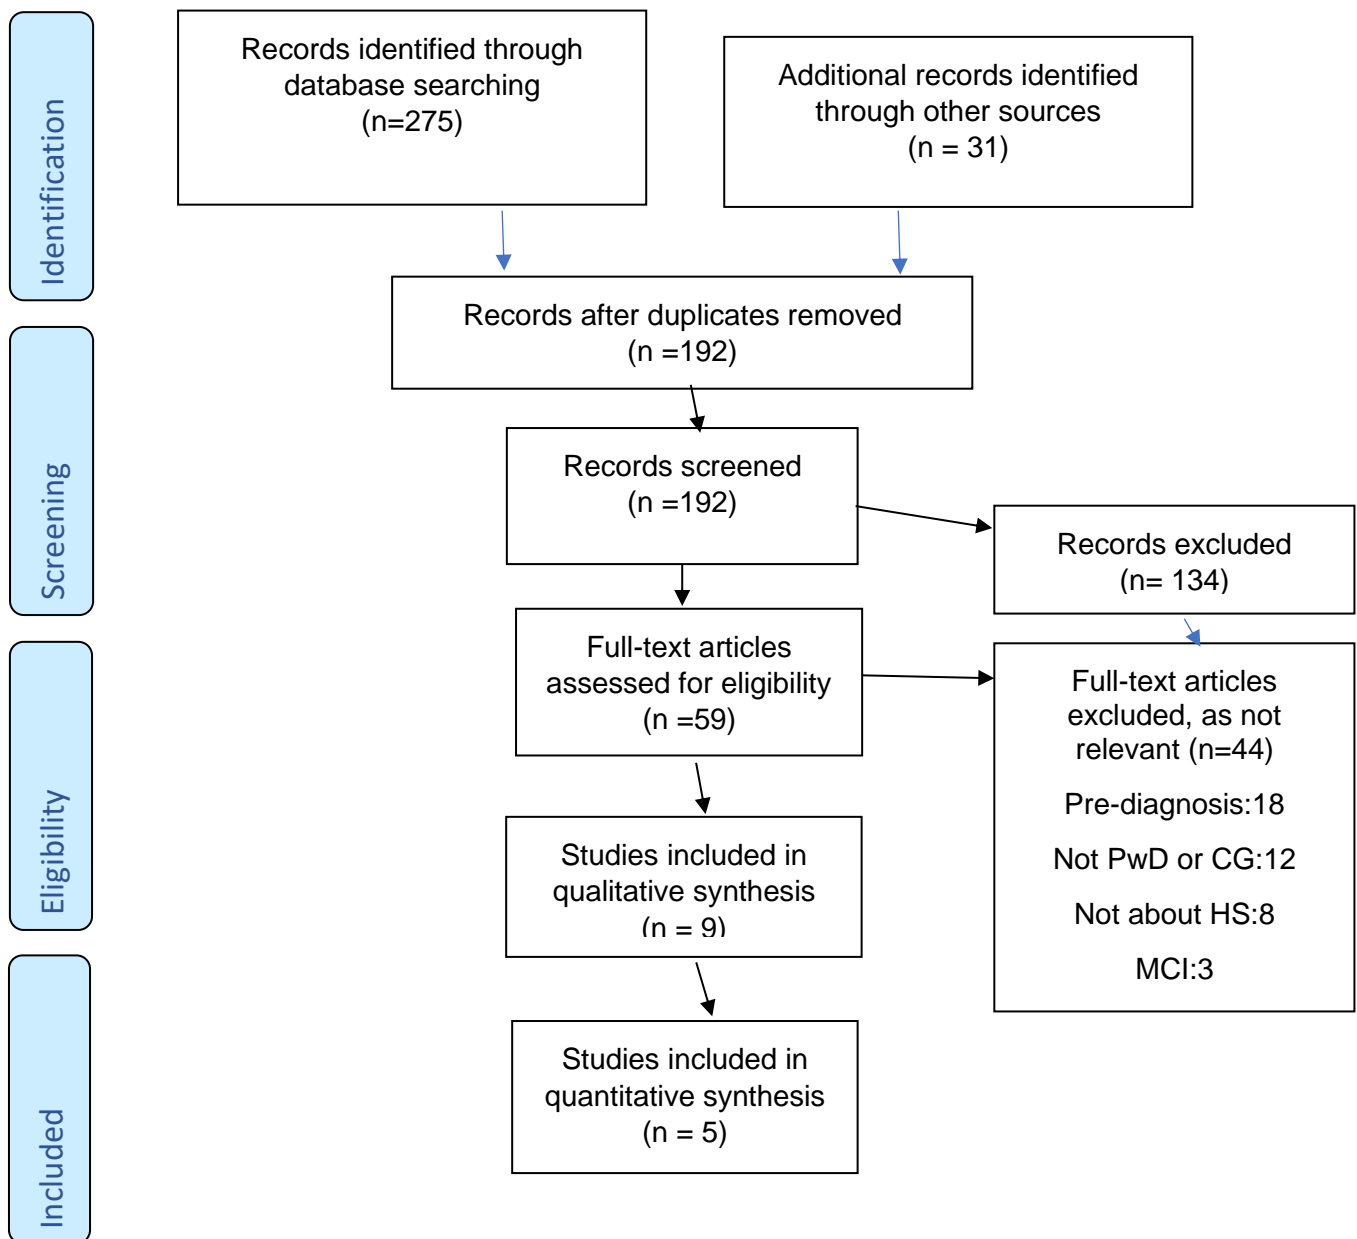 Identification
Records identified through
database searching
(n=275)
Additional records identified
through other sources
(n = 31)
Records after duplicates removed
(n =192)
Screening
Records screened
(n =192)
Records excluded
(n= 134)
Eligibility
Full-text articles
assessed for eligibility
(n =59)
Full-text articles
excluded, as not
relevant (n=44)
Pre-diagnosis:18
Not PwD or CG:12
Not about HS:8
MCI:3
Studies included in
qualitative synthesis
(n = 9)
Included
Studies included in
quantitative synthesis
(n = 5)